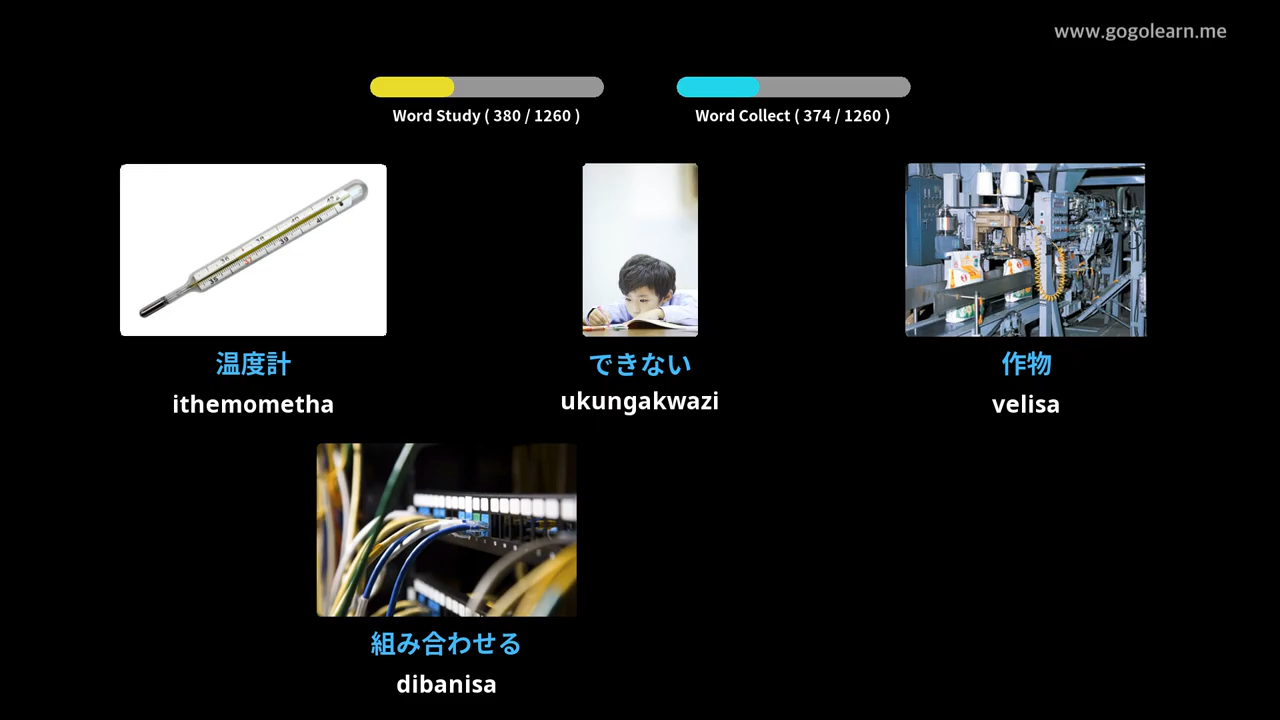 www.gogolearn.me
Word Study ( 380 / 1260 )
Word Collect ( 374 / 1260 )
温度計
ithemometha
できない
ukungakwazi
作物
velisa
組み合わせる
dibanisa